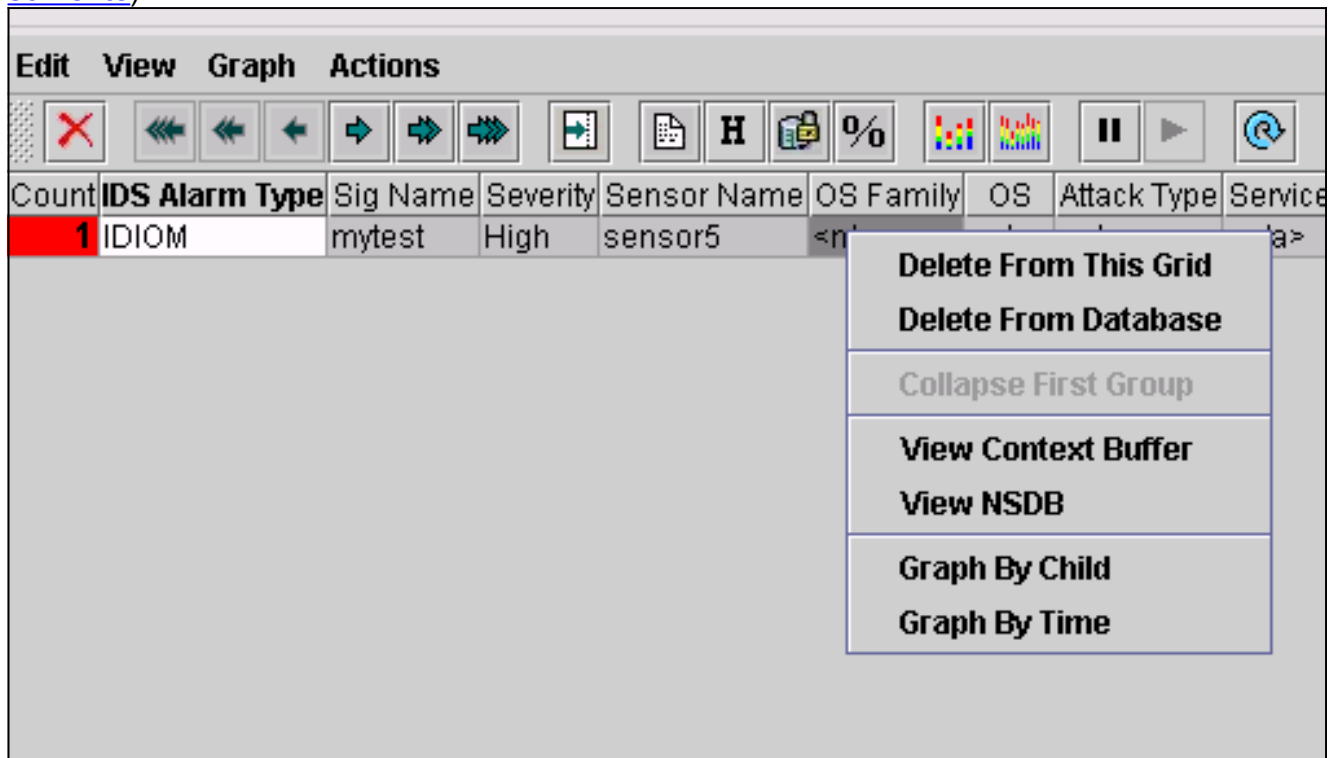 Edit View Graph Actions
H %
Count IDS Alarm Type Sig Name Severity Sensor Name OS Family OS Attack Type Service
1 IDIOM mytest High sensor5 <n a>
Delete From This Grid
Delete From Database
Collapse First Group
View Context Buffer
View NSDB
Graph By Child
Graph By Time